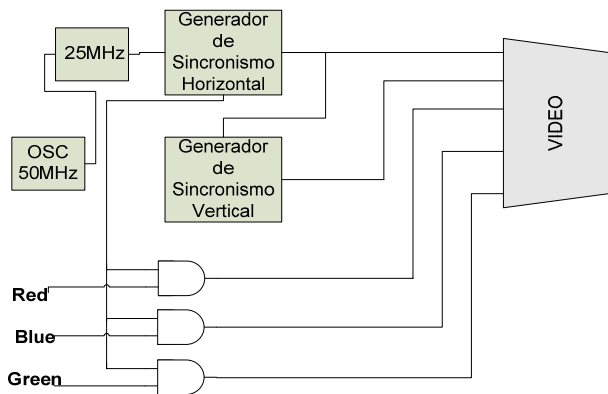 Generador
de
Sincronismo
Horizontal
25MHz
OSC
50MHz
Generador
de
Sincronismo
Vertical
VIDEO
Red
Blue
Green